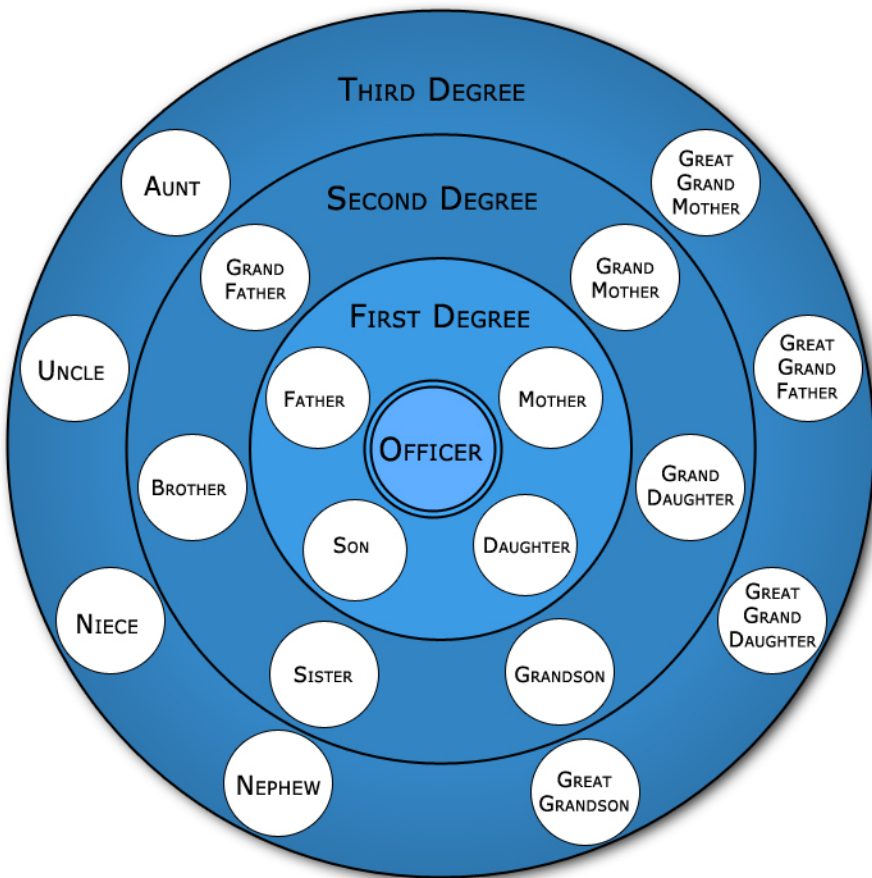 Third Degree
Aunt
Great
Grand
Mother
Second Degree
Grand
Father
Grand
Mother
First Degree
Uncle
Great
Grand
Father
Father
Mother
Officer
Brother
Grand
Daughter
Son
Daughter
Niece
Great
Grand
Daughter
Sister
Grandson
Nephew
Great
Grandson